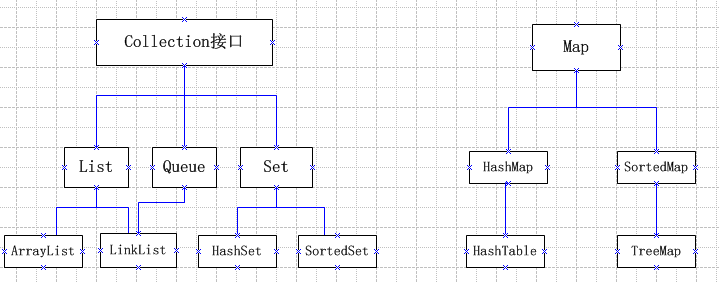 Collection接口
Map
List
Queue
Set
HashMap
SortedMap
ArrayList
LinkList
HashSet
SortedSet
HashTable
TreeMap